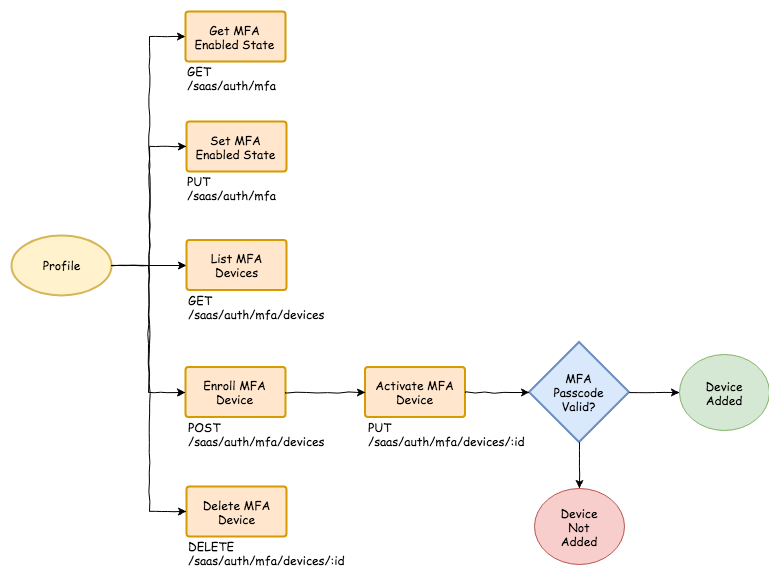 Get MFA
Enabled State
GET
/saas/auth/mfa
Set MFA
Enabled State
PUT
/saas/auth/mfa
Profile
List MFA
Devices
GET
/saas/auth/mfa/devices
Enroll MFA
Device
POST
/saas/auth/mfa/devices
Activate MFA
Device
PUT
/saas/auth/mfa/devices/:id
MFA
Passcode
Valid?
Device
Added
Device
Not
Added
Delete MFA
Device
DELETE
/saas/auth/mfa/devices/:id